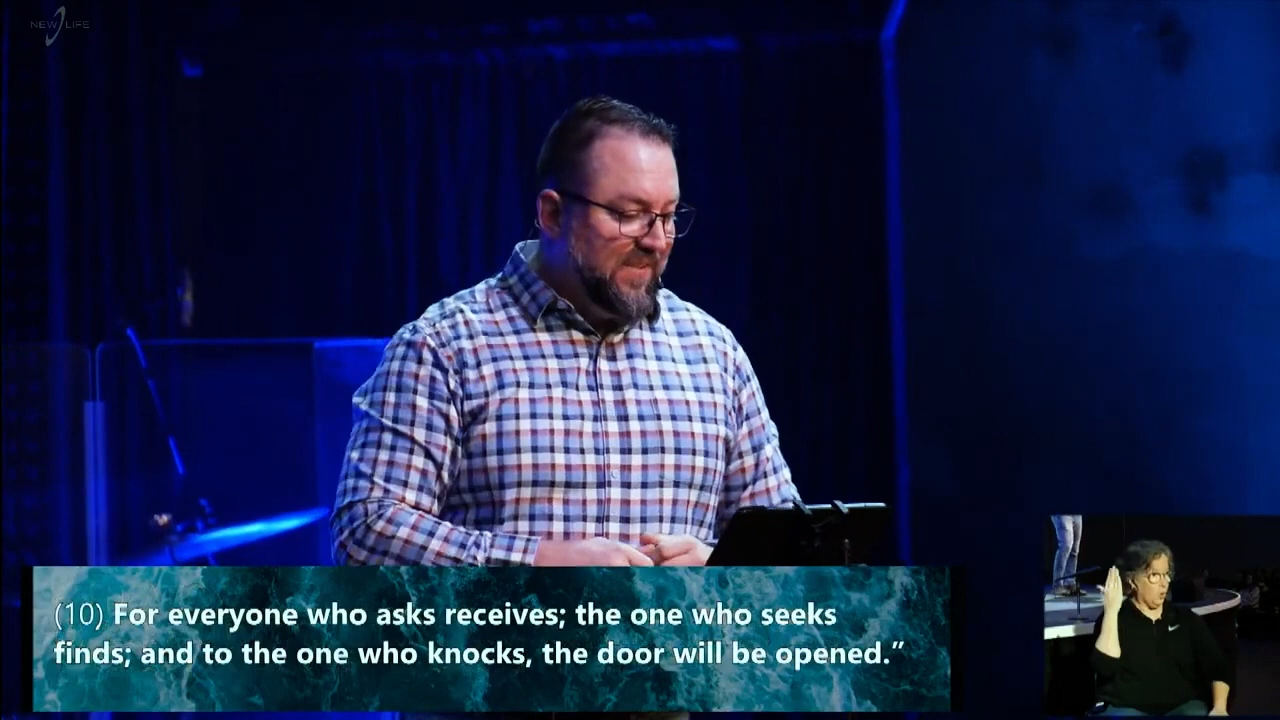 NEW LIFE
(10) For everyone who asks receives; the one who seeks
finds; and to the one who knocks, the door will be opened.”